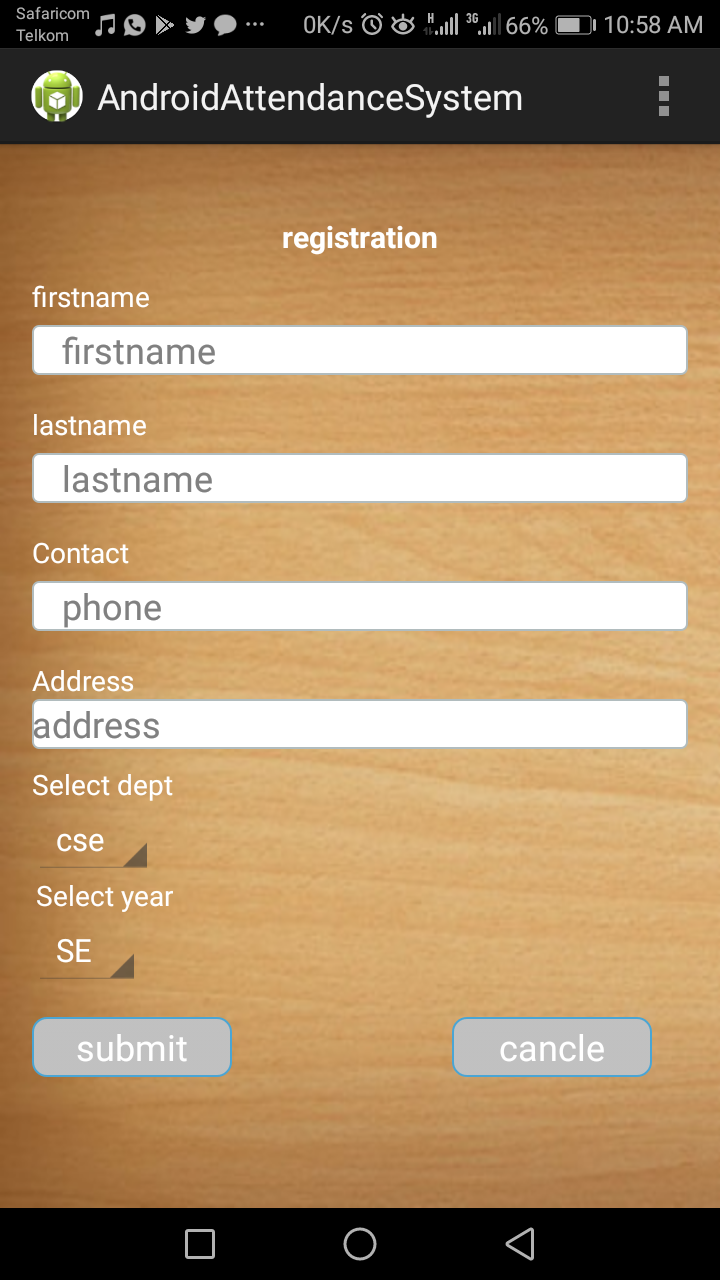 Safaricom
Telkom
0K/s H 3G 66% 10:58 AM
AndroidAttendanceSystem
registration
firstname
firstname
lastname
lastname
Contact
phone
Address
address
Select dept
cse
Select year
SE
submit cancle